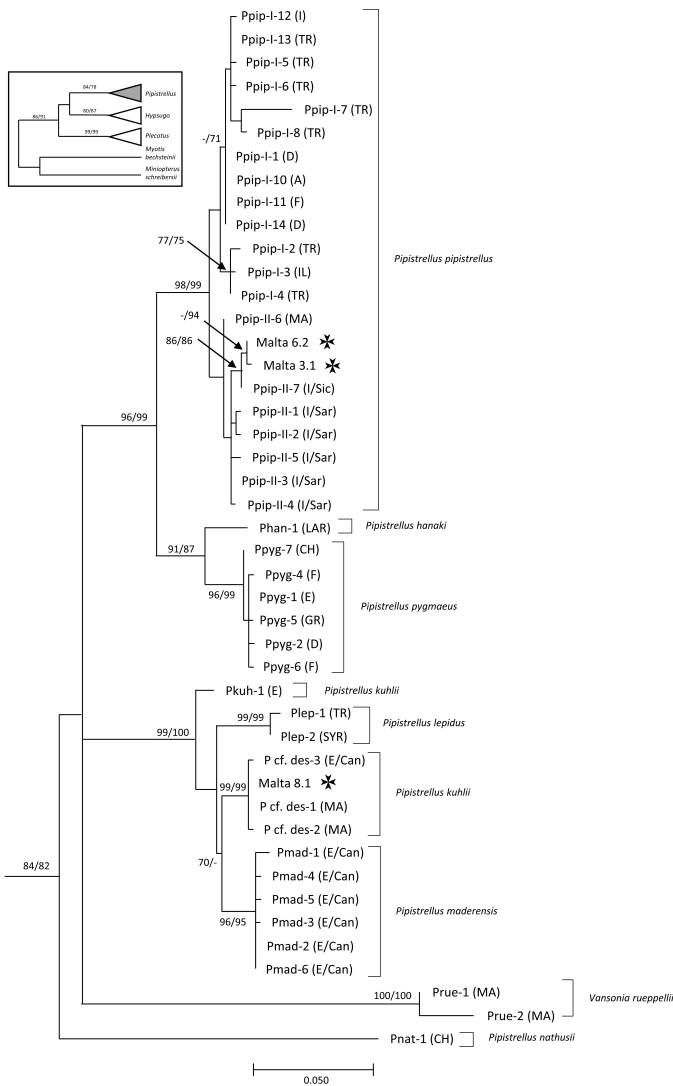 Ppip-I-12 (I)
Ppip-I-13 (TR)
Ppip-I-5 (TR)
Ppip-I-6 (TR)
Ppip-I-7 (TR)
Ppip-I-8 (TR)
-/71
Ppip-I-1 (D)
Ppip-I-10 (A)
Ppip-I-11 (F)
Ppip-I-14 (D)
77/75
Ppip-I-2 (TR)
Ppip-I-3 (IL)
Ppip-I-4 (TR)
Pipistrellus pipistrellus
98/99
Ppip-II-6 (MA)
-/94
Malta 6.2
86/86
Malta 3.1
Ppip-II-7 (I/Sic)
Ppip-II-1 (I/Sar)
96/99
Ppip-II-2 (I/Sar)
Ppip-II-5 (I/Sar)
Ppip-II-3 (I/Sar)
Ppip-II-4 (I/Sar)
Phan-1 (LAR)
Pipistrellus hanaki
91/87
Ppyg-7 (CH)
Ppyg-4 (F)
96/99
Ppyg-1 (E)
Pipistrellus pygmaeus
Ppyg-5 (GR)
Ppyg-2 (D)
Ppyg-6 (F)
Pkuh-1 (E)
Pipistrellus kuhlii
99/99
Plep-1 (TR)
Pipistrellus lepidus
99/100
Plep-2 (SYR)
P cf. des-3 (E/Can)
99/99
Malta 8.1
Pipistrellus kuhlii
P cf. des-1 (MA)
P cf. des-2 (MA)
70/-
Pmad-1 (E/Can)
84/82
Pmad-4 (E/Can)
Pmad-5 (E/Can)
Pipistrellus maderensis
96/95
Pmad-3 (E/Can)
Pmad-2 (E/Can)
Pmad-6 (E/Can)
100/100
Prue-1 (MA)
Vansonia rueppellii
Prue-2 (MA)
Pnat-1 (CH)
Pipistrellus nathusii
0.050
84/78
Pipistrellus
86/91
80/87
Hypsugo
99/99
Plecotus
Myotis
bechsteinii
Miniopterus
schreibersii